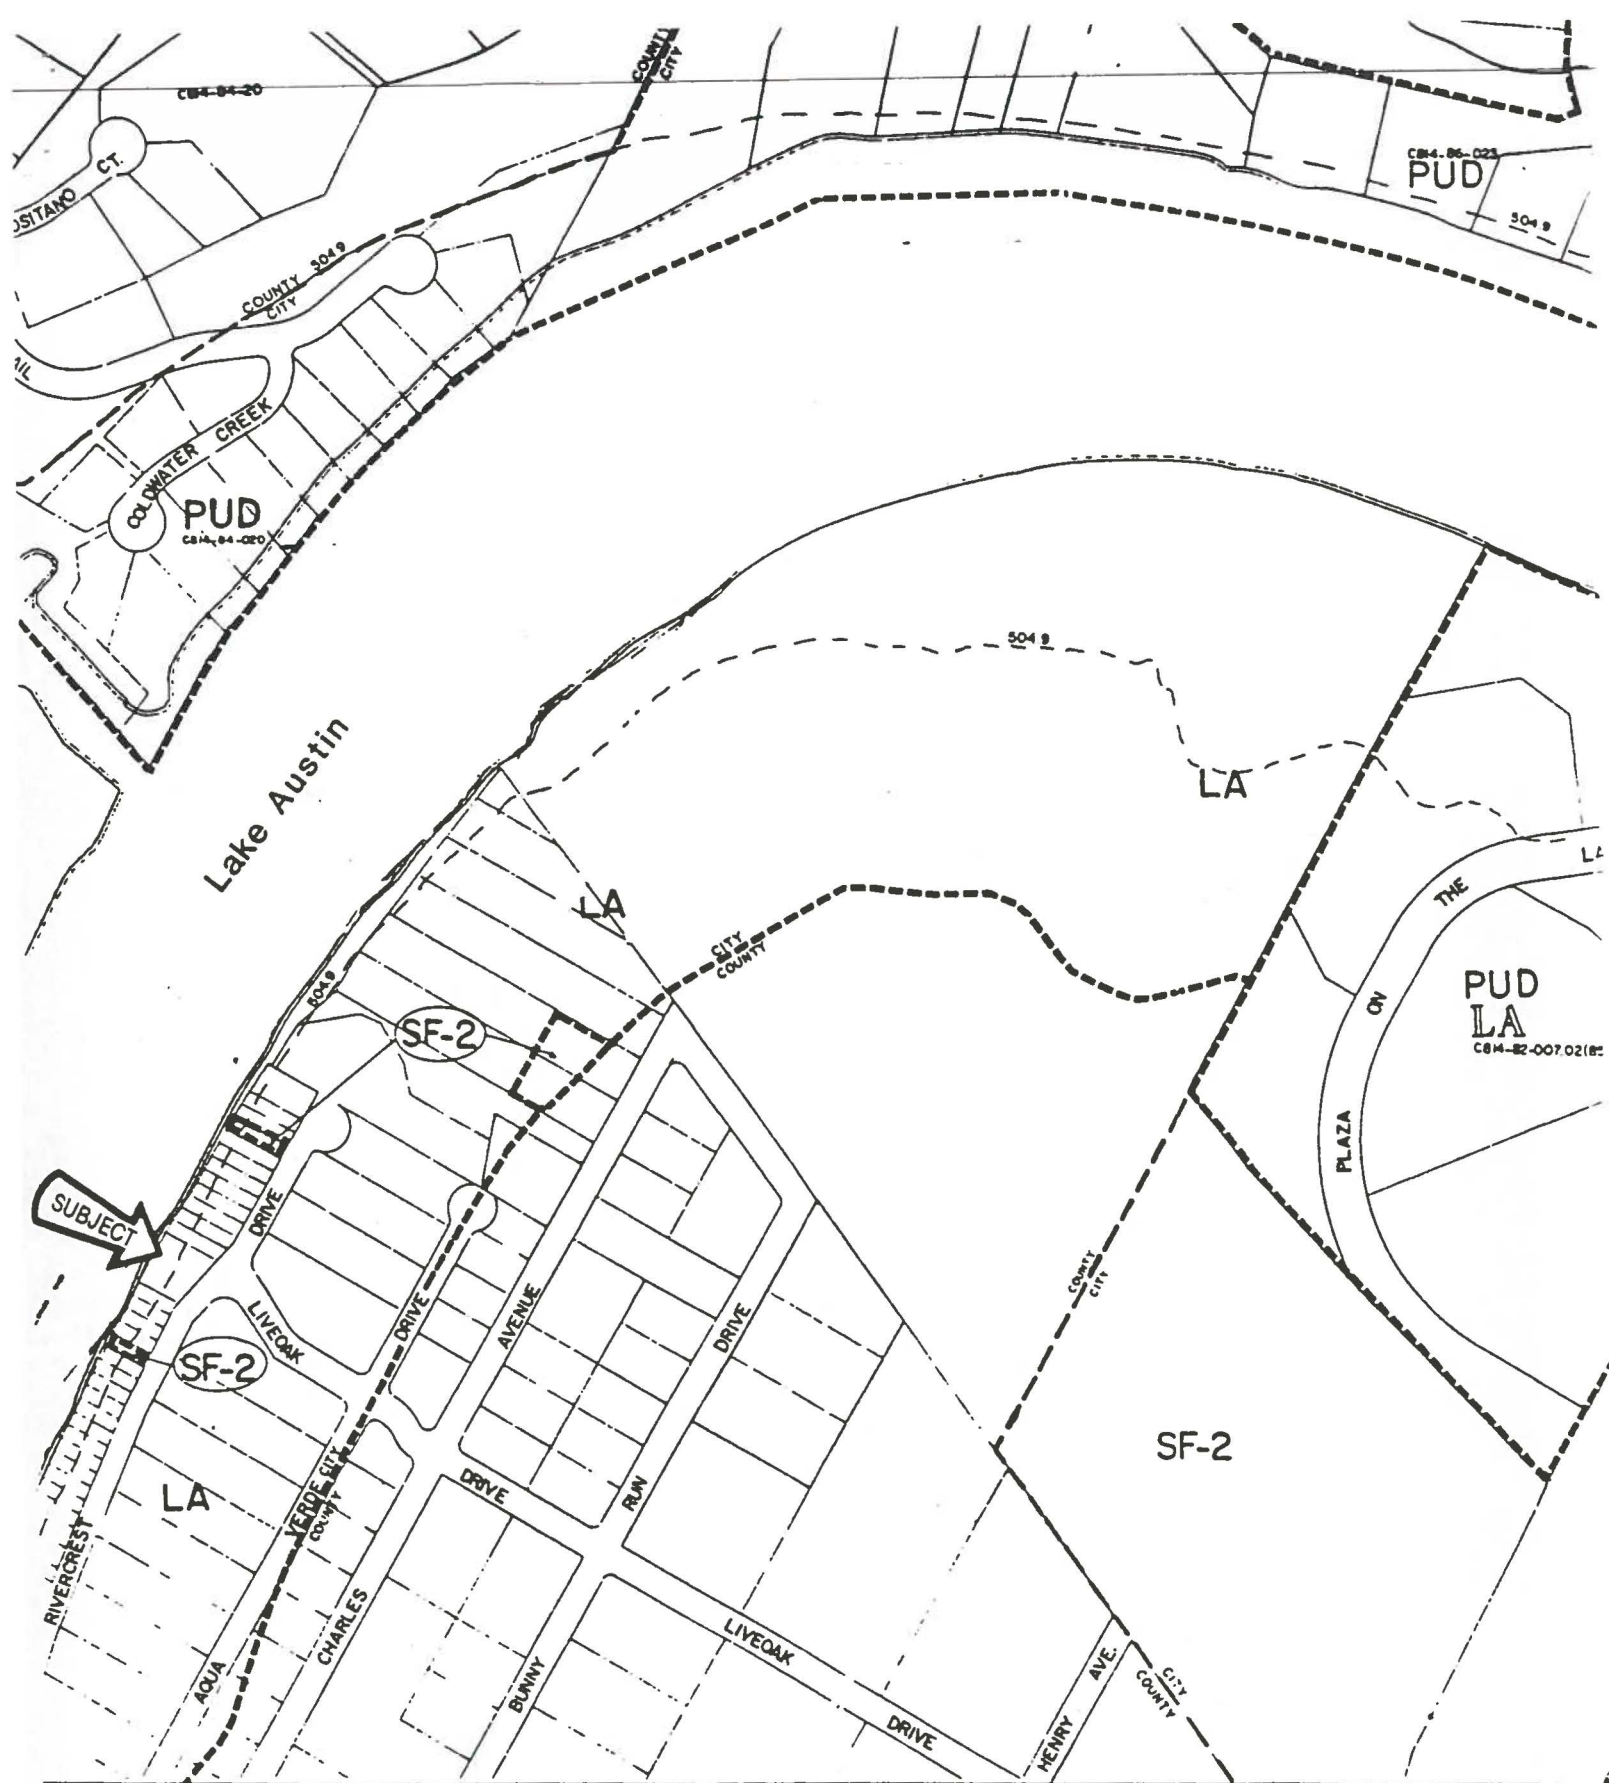 COUNTY
CITY
C814-84-20
CT.
C814-86-023
PUD
504.9
504.9
COUNTY
CITY
COLDWATER CREEK
PUD
C814-84-020
504.9
LA
Lake Austin
LA
THE
ON
PLAZA
CITY
COUNTY
504.9
PUD
LA
SF-2
SUBJECT
DRIVE
COUNTY
CITY
LIVEOAK
DRIVE
AVENUE
DRIVE
SF-2
SF-2
LA
VERDE
CITY
COUNTY
DRIVE
RUN
RIVERCREST
CHARLES
LIVEOAK
AQUA
BUNNY
AVE.
CITY
COUNTY
DRIVE
HENRY